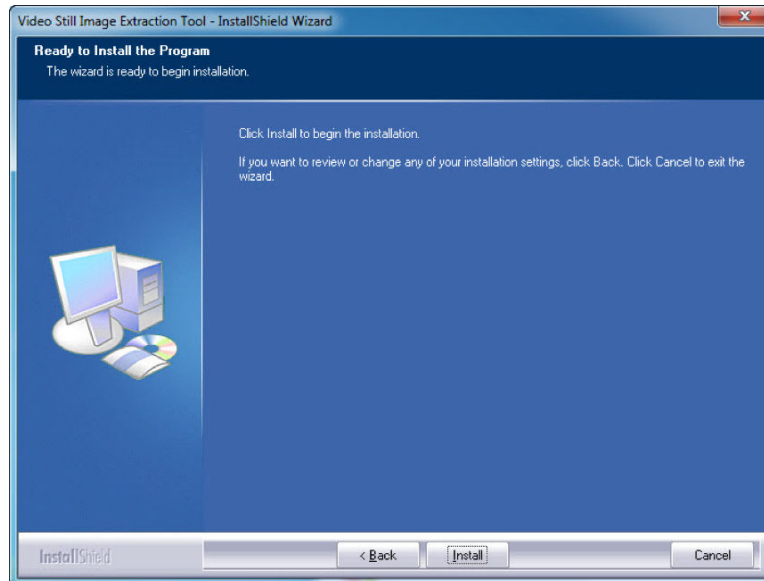 Video Still Image Extraction Tool - InstallShield Wizard
Ready to Install the Program
The wizard is ready to begin installation.
Click Install to begin the installation.
If you want to review or change any of your installation settings, click Back. Click Cancel to exit the
wizard.
InstallShield
< Back
Install
Cancel